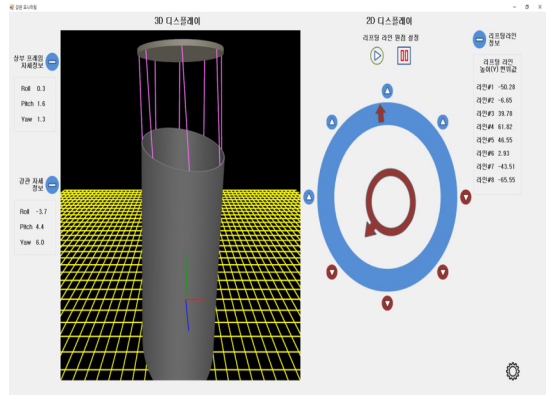 강관 모니터링
3D 디스플레이
2D 디스플레이
상부 프레임
자세정보
Roll 0.3
Pitch 1.6
Yaw 1.3
강관 자세
정보
Roll -3.7
Pitch 4.4
Yaw 6.0
리프팅 라인 원점 설정
리프팅라인
정보
리프팅 라인
높이(Y) 변위값
라인#1 -50.28
라인#2 -6.65
라인#3 39.78
라인#4 61.82
라인#5 46.55
라인#6 2.93
라인#7 -43.51
라인#8 -65.55